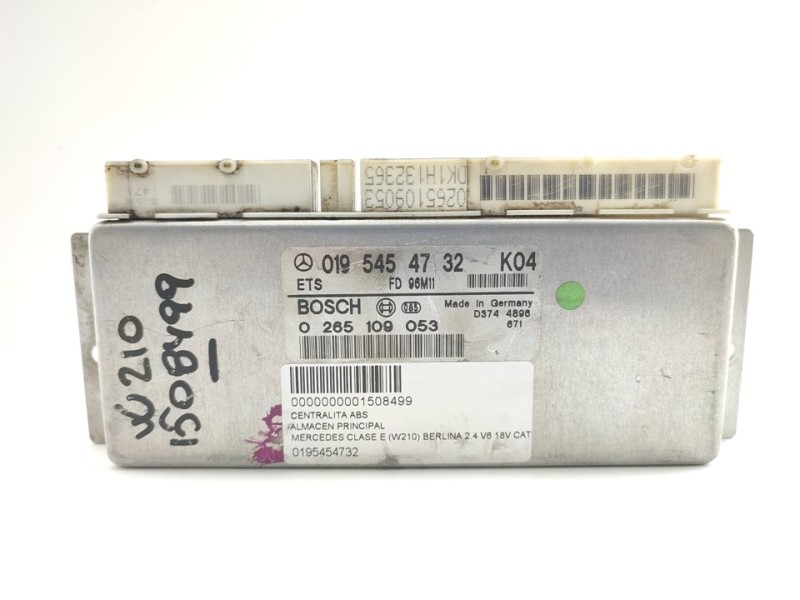 0265109053
DK1H132365
019 545 47 32 K04
ETS FD 96M11
BOSCH 085 Made in Germany
0 265 109 053 D374 4896
671
0000000001508499
CENTRALITA ABS
ALMACEN PRINCIPAL
MERCEDES CLASE E (W210) BERLINA 2.4 V6 18V CAT
0195454732
W210
1508499